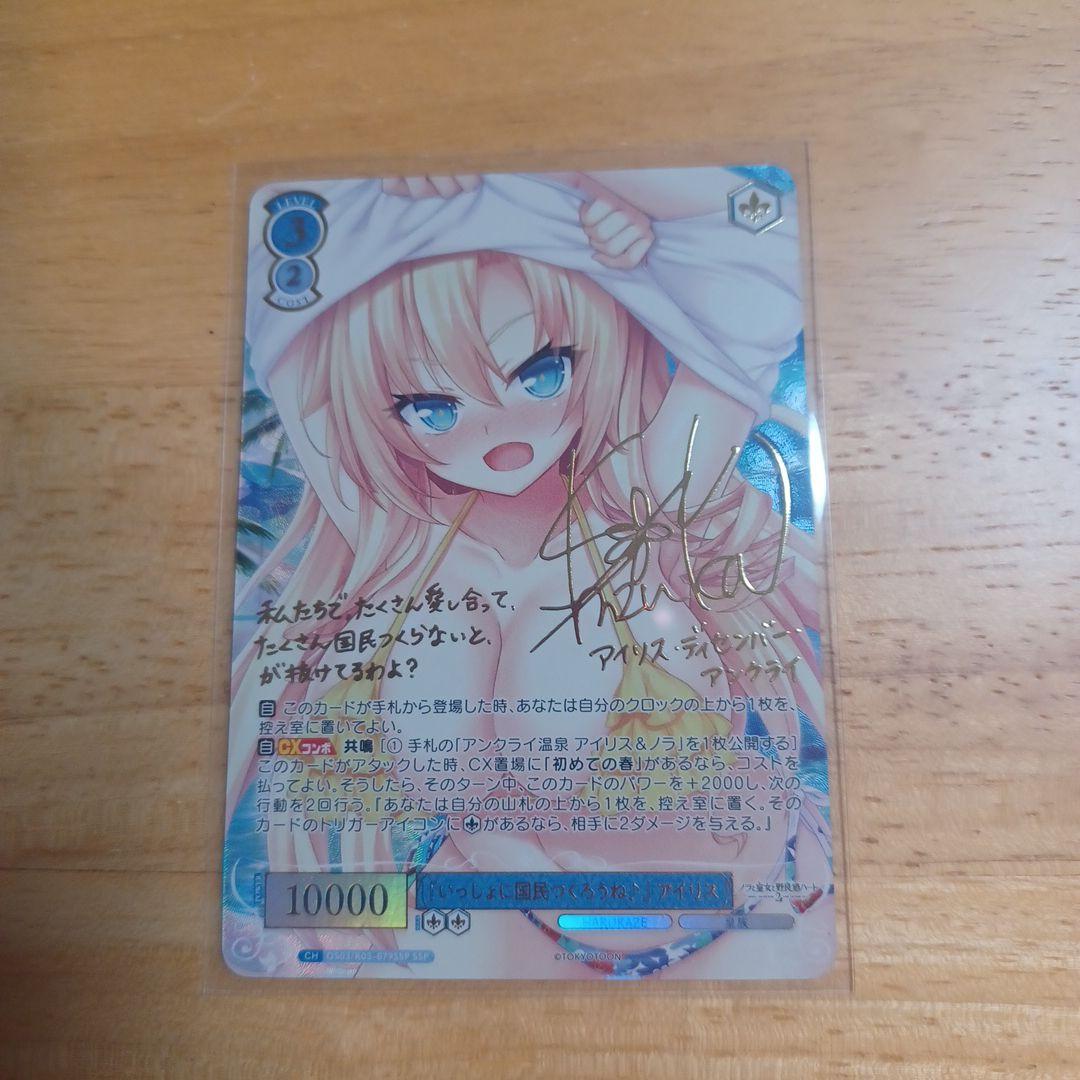 LEVEL
3
2
COST
私たちで、たくさん愛し合って、
たくさん国民つくらないと、
が抜けてるわよ?
アイリス・ディセンバー・
アンクライ
自 このカードが手札から登場した時、あなたは自分のクロックの上から1枚を、
控え室に置いてよい。
自 CXコンボ 共鳴 [① 手札の「アンクライ温泉 アイリス&ノラ」を1枚公開する]
このカードがアタックした時、CX置場に「初めての春」があるなら、コストを
払ってよい。そうしたら、そのターン中、このカードのパワーを+2000し、次の
行動を2回行う。『あなたは自分の山札の上から1枚を、控え室に置く。その
カードのトリガーアイコンに があるなら、相手に2ダメージを与える。』
10000
「いっしょに国民つくろうね♪」アイリス
ノラと皇女と野良猫ハート
2
HARUKAZE
皇族
CH
SSP
©TOKYOTOON